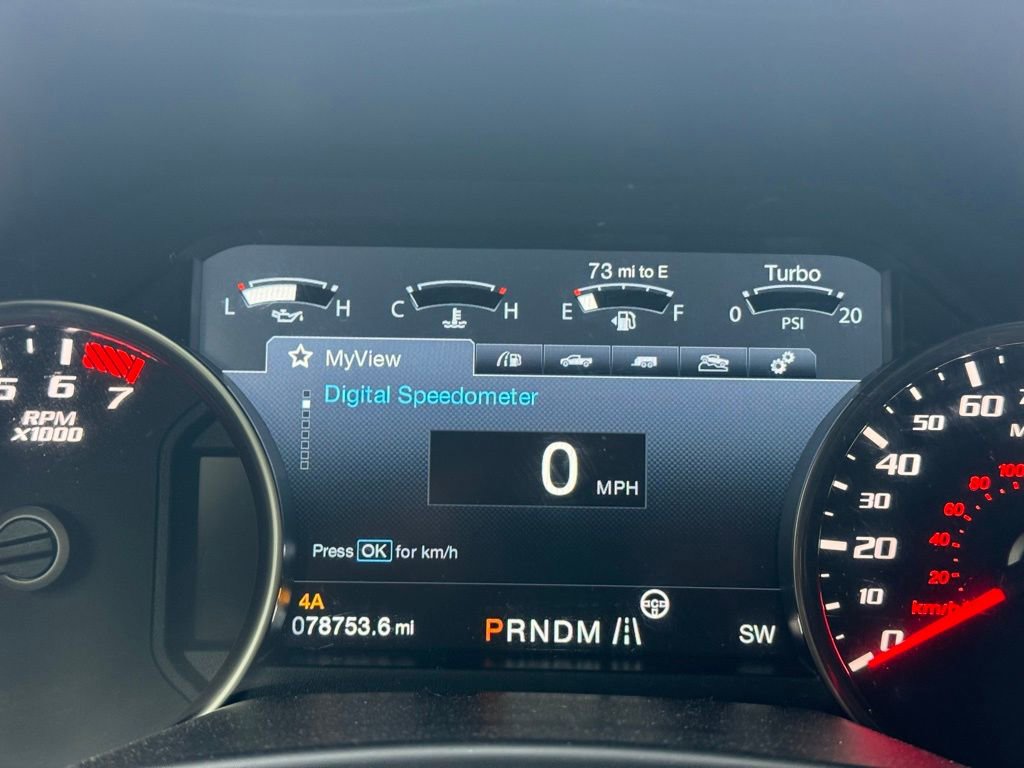 73 mi to E
Turbo
L H
C H
E F
0 20
PSI
MyView
Digital Speedometer
0 MPH
Press OK for km/h
4A
078753.6 mi
PRNDM
SW
5 6 7
RPM
X1000
60
50
40
30
20
10
0
100
80
60
40
20
km/h